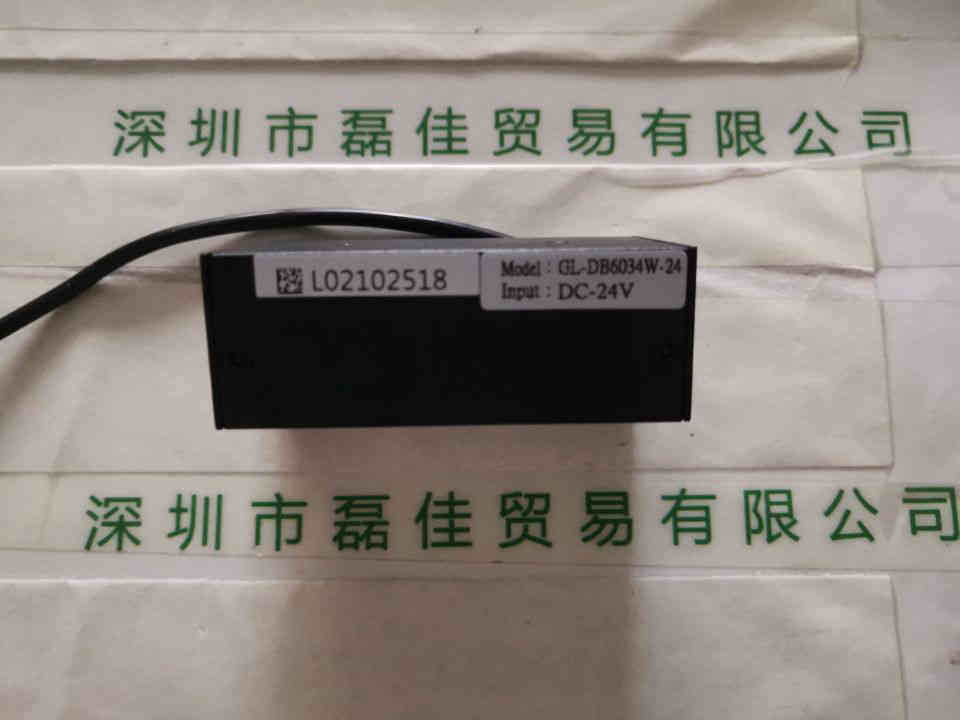 深圳市磊佳贸易有限公司
L02102518
Model : GL-DB6034W-24
Input : DC-24V
深圳市磊佳贸易有限公司